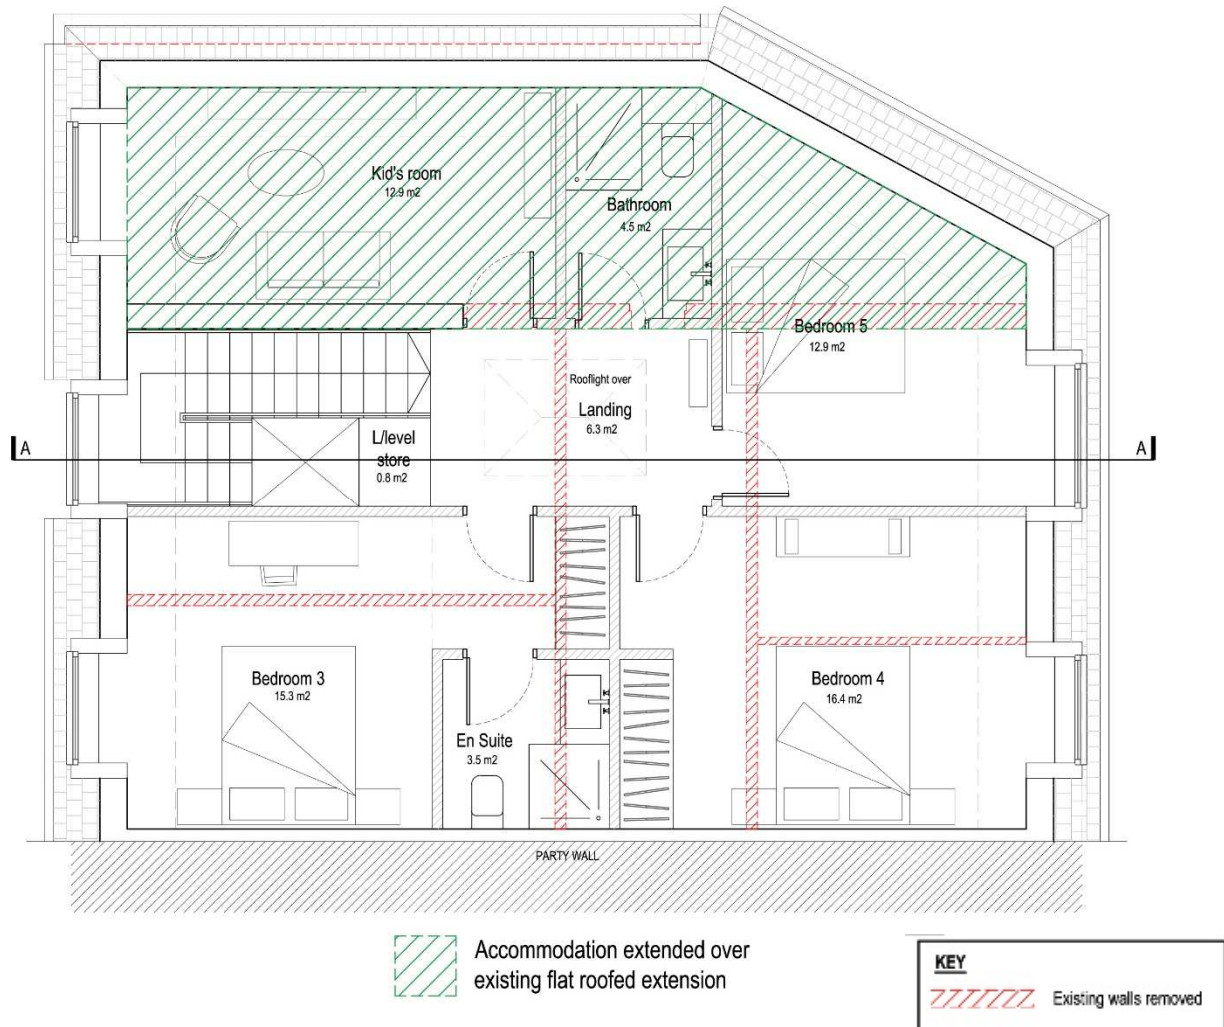 Kid's room
12.9 m2
Bathroom
4.5 m2
Bedroom 5
12.9 m2
Rooflight over
Landing
6.3 m2
A
A
L/level
store
0.8 m2
Bedroom 3
15.3 m2
Bedroom 4
16.4 m2
En Suite
3.5 m2
PARTY WALL
Accommodation extended over
existing flat roofed extension
KEY
Existing walls removed